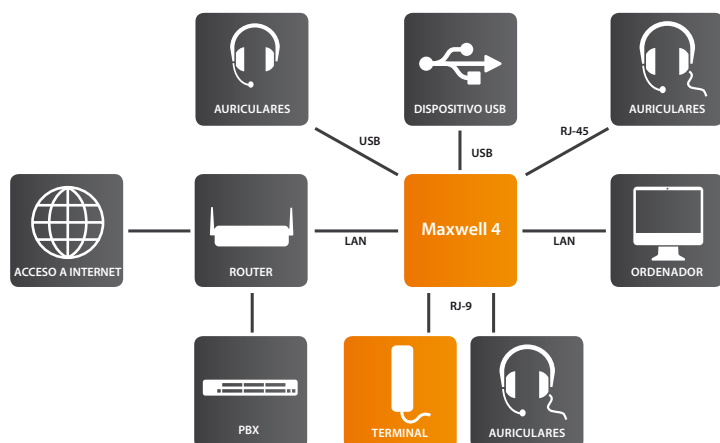 AURICULARES
DISPOSITIVO USB
AURICULARES
USB
USB
RJ-45
ACCESO A INTERNET
ROUTER
LAN
Maxwell 4
LAN
ORDENADOR
RJ-9
PBX
TERMINAL
AURICULARES